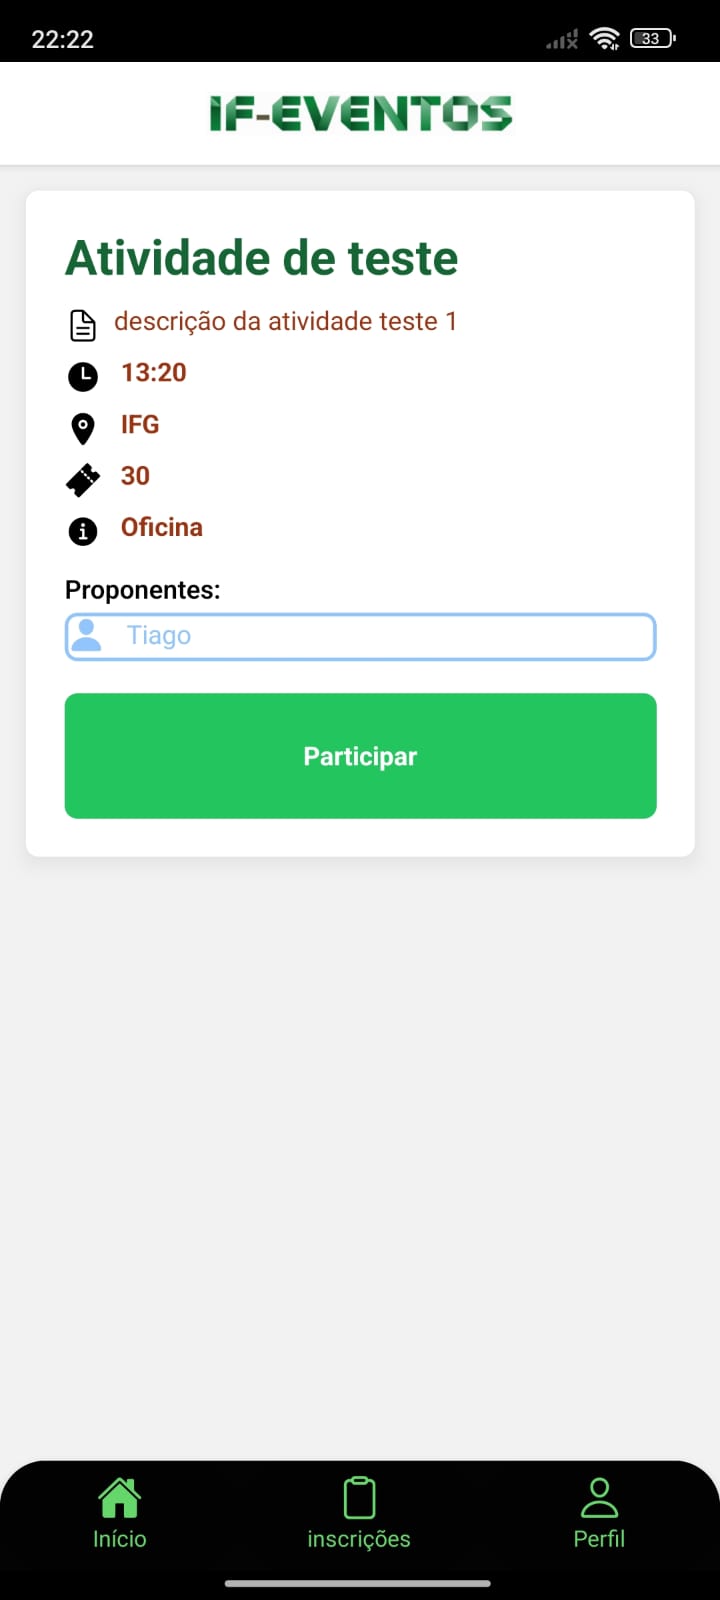 22:22
33
IF-EVENTOS
Atividade de teste
descrição da atividade teste 1
13:20
IFG
30
Oficina
Proponentes:
Tiago
Participar
Início
inscrições
Perfil